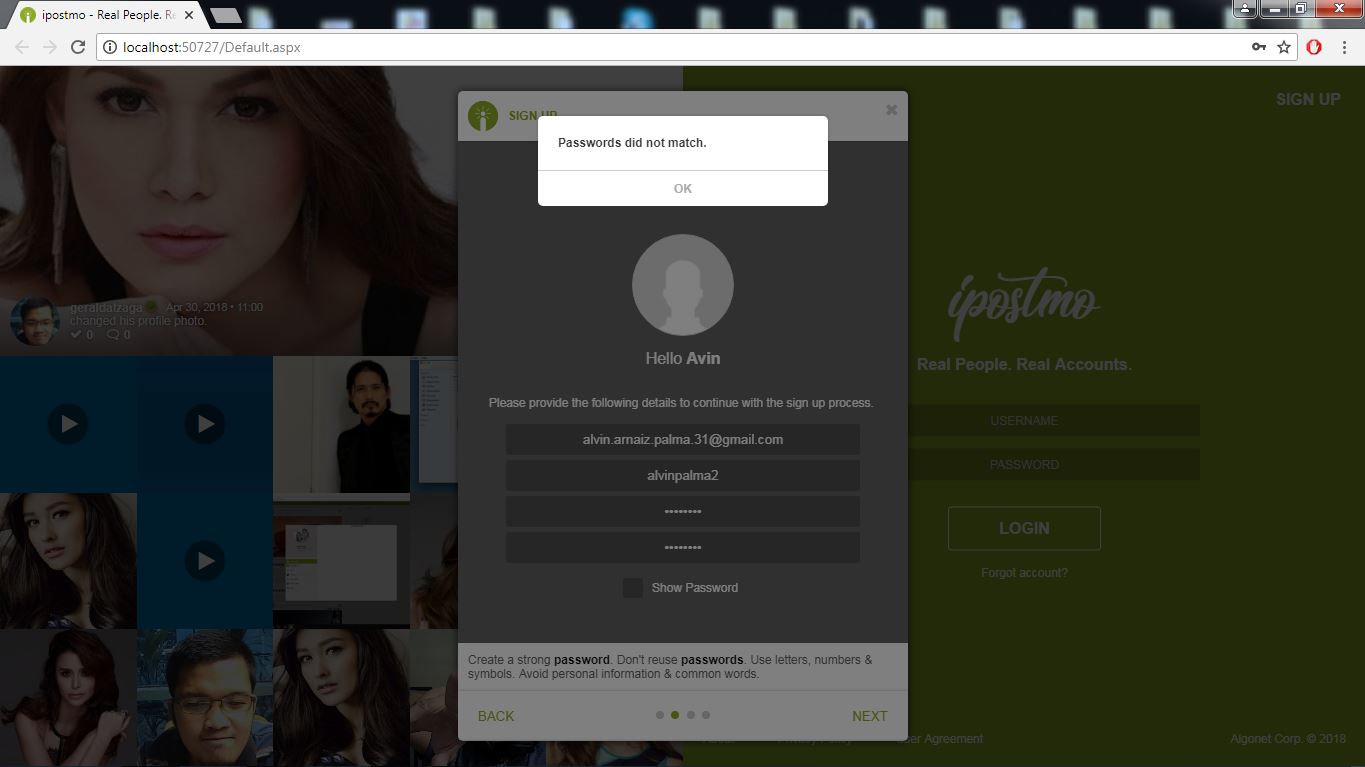 ipostmo - Real People. Re
localhost:50727/Default.aspx
SIGN UP
SIGN UP
Passwords did not match.
OK
geraldalzaga Apr 30, 2018 • 11:00
changed his profile photo.
0 0
Hello Avin
Please provide the following details to continue with the sign up process.
alvin.arnaiz.palma.31@gmail.com
alvinpalma2
••••••••
••••••••
Show Password
Create a strong password. Don't reuse passwords. Use letters, numbers &
symbols. Avoid personal information & common words.
BACK
NEXT
ipostmo
Real People. Real Accounts.
USERNAME
PASSWORD
LOGIN
Forgot account?
About Privacy Policy User Agreement
Algonet Corp. © 2018